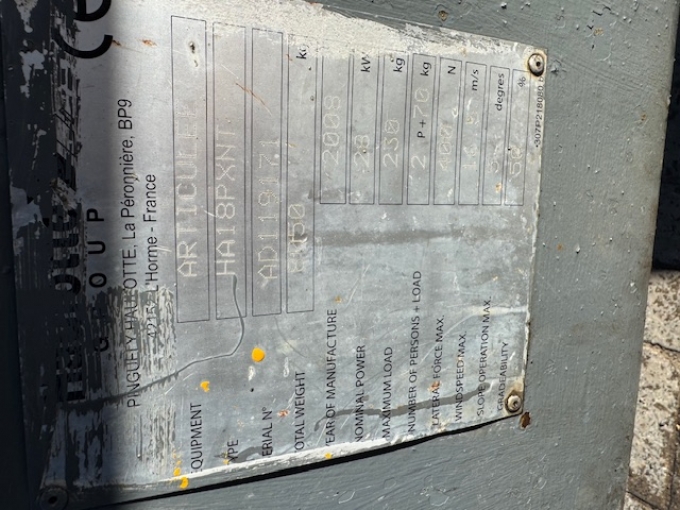 CE
GROUP
PINGUELY HAULOTTE, La Péronnière, BP9
42152 L'Horme - France
EQUIPMENT ARTICULE
TYPE HA18PXNT
SERIAL N° AD119171
TOTAL WEIGHT
YEAR OF MANUFACTURE 2008
NOMINAL POWER kW
MAXIMUM LOAD 230 kg
NUMBER OF PERSONS + LOAD 2 P + 70 kg
LATERAL FORCE MAX. N
WINDSPEED MAX. m/s
SLOPE OPERATION MAX. degres
GRADEABILITY %
307P218080